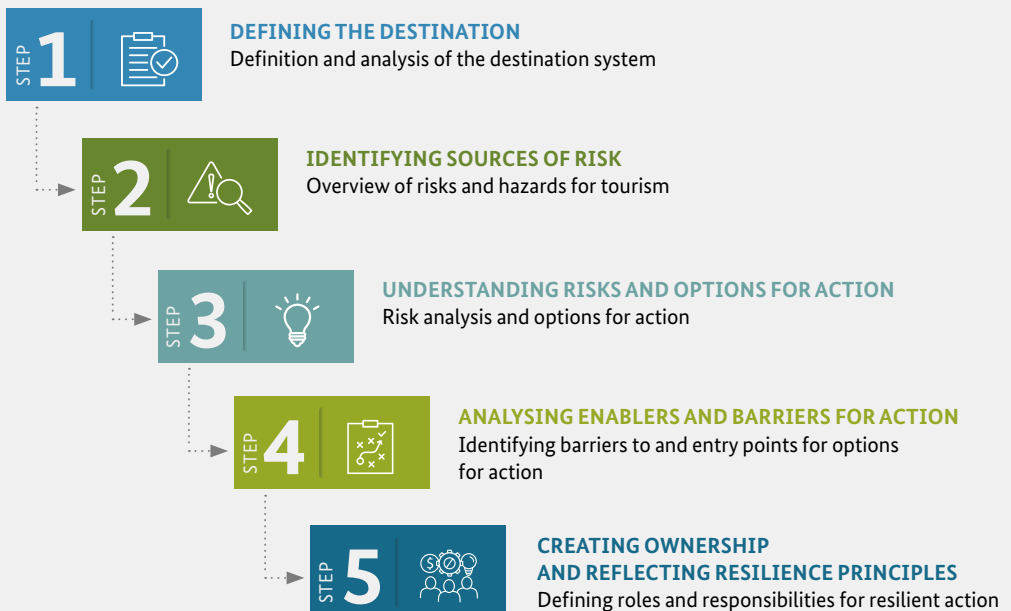 STEP 1
DEFINING THE DESTINATION
Definition and analysis of the destination system
STEP 2
IDENTIFYING SOURCES OF RISK
Overview of risks and hazards for tourism
STEP 3
UNDERSTANDING RISKS AND OPTIONS FOR ACTION
Risk analysis and options for action
STEP 4
ANALYSING ENABLERS AND BARRIERS FOR ACTION
Identifying barriers to and entry points for options
for action
STEP 5
CREATING OWNERSHIP
AND REFLECTING RESILIENCE PRINCIPLES
Defining roles and responsibilities for resilient action